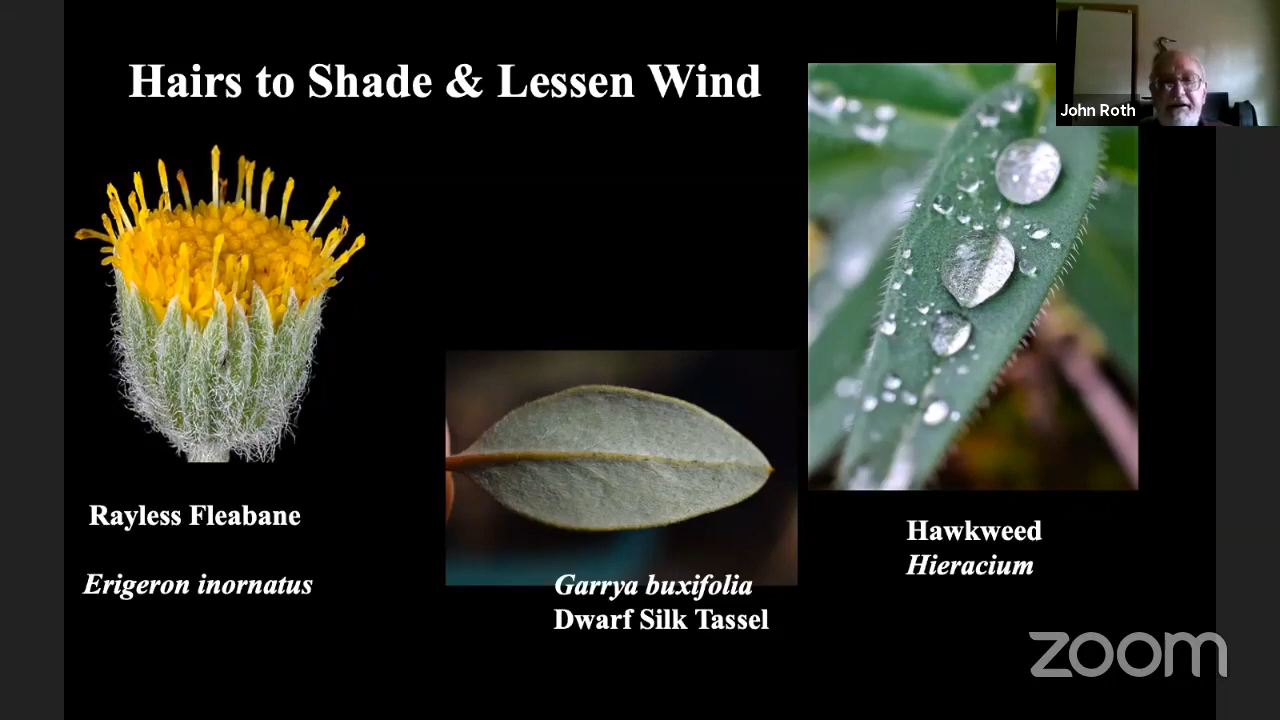 Hairs to Shade & Lessen Wind
John Roth
Rayless Fleabane
Erigeron inornatus
Garrya buxifolia
Dwarf Silk Tassel
Hawkweed
Hieracium
zoom